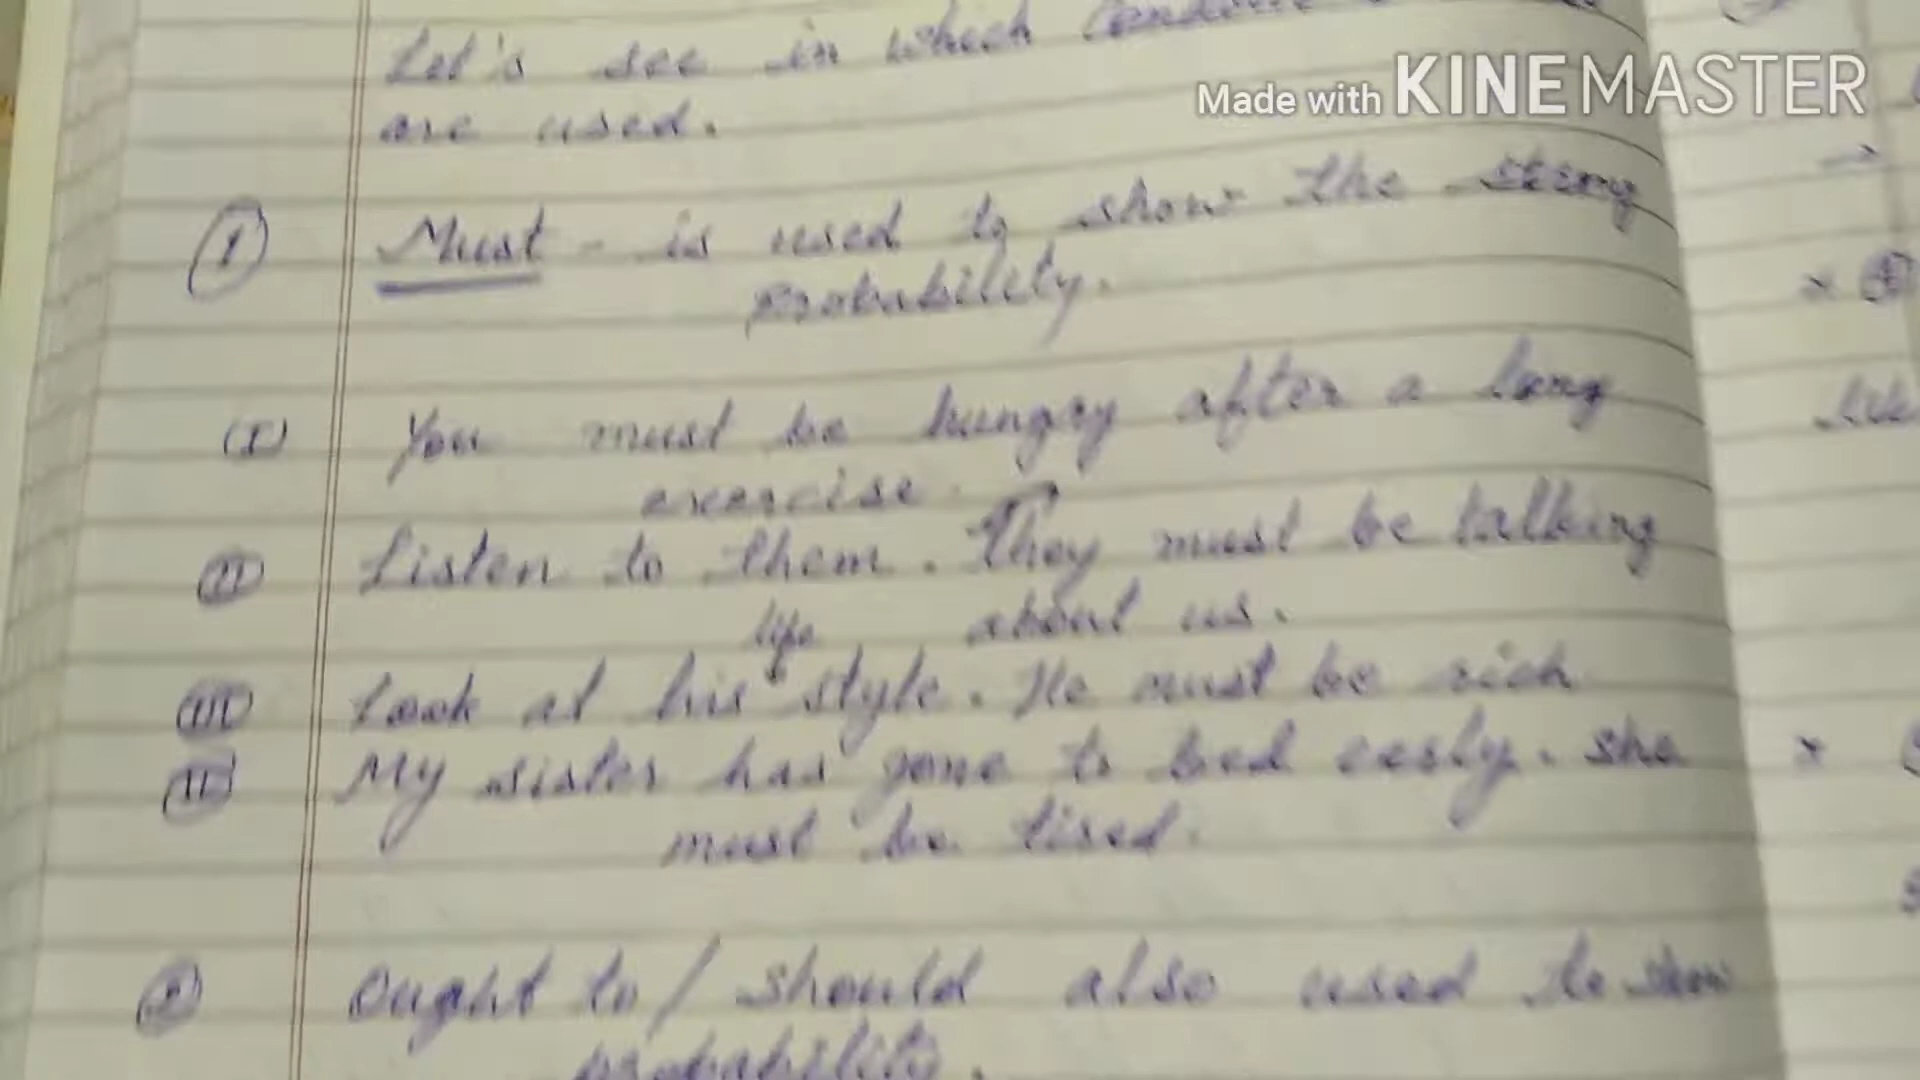 Let's see in which
are used.
Made with KINEMASTER
① Must - is used to show the strong
probability.
(I) You must be hungry after a long
exercise.
(II) Listen to them. They must be talking
about us.
life
(III) Look at his style. He must be rich
My sister has gone to bed early. she
must be tired.
② Ought to / should also used to show
probability.